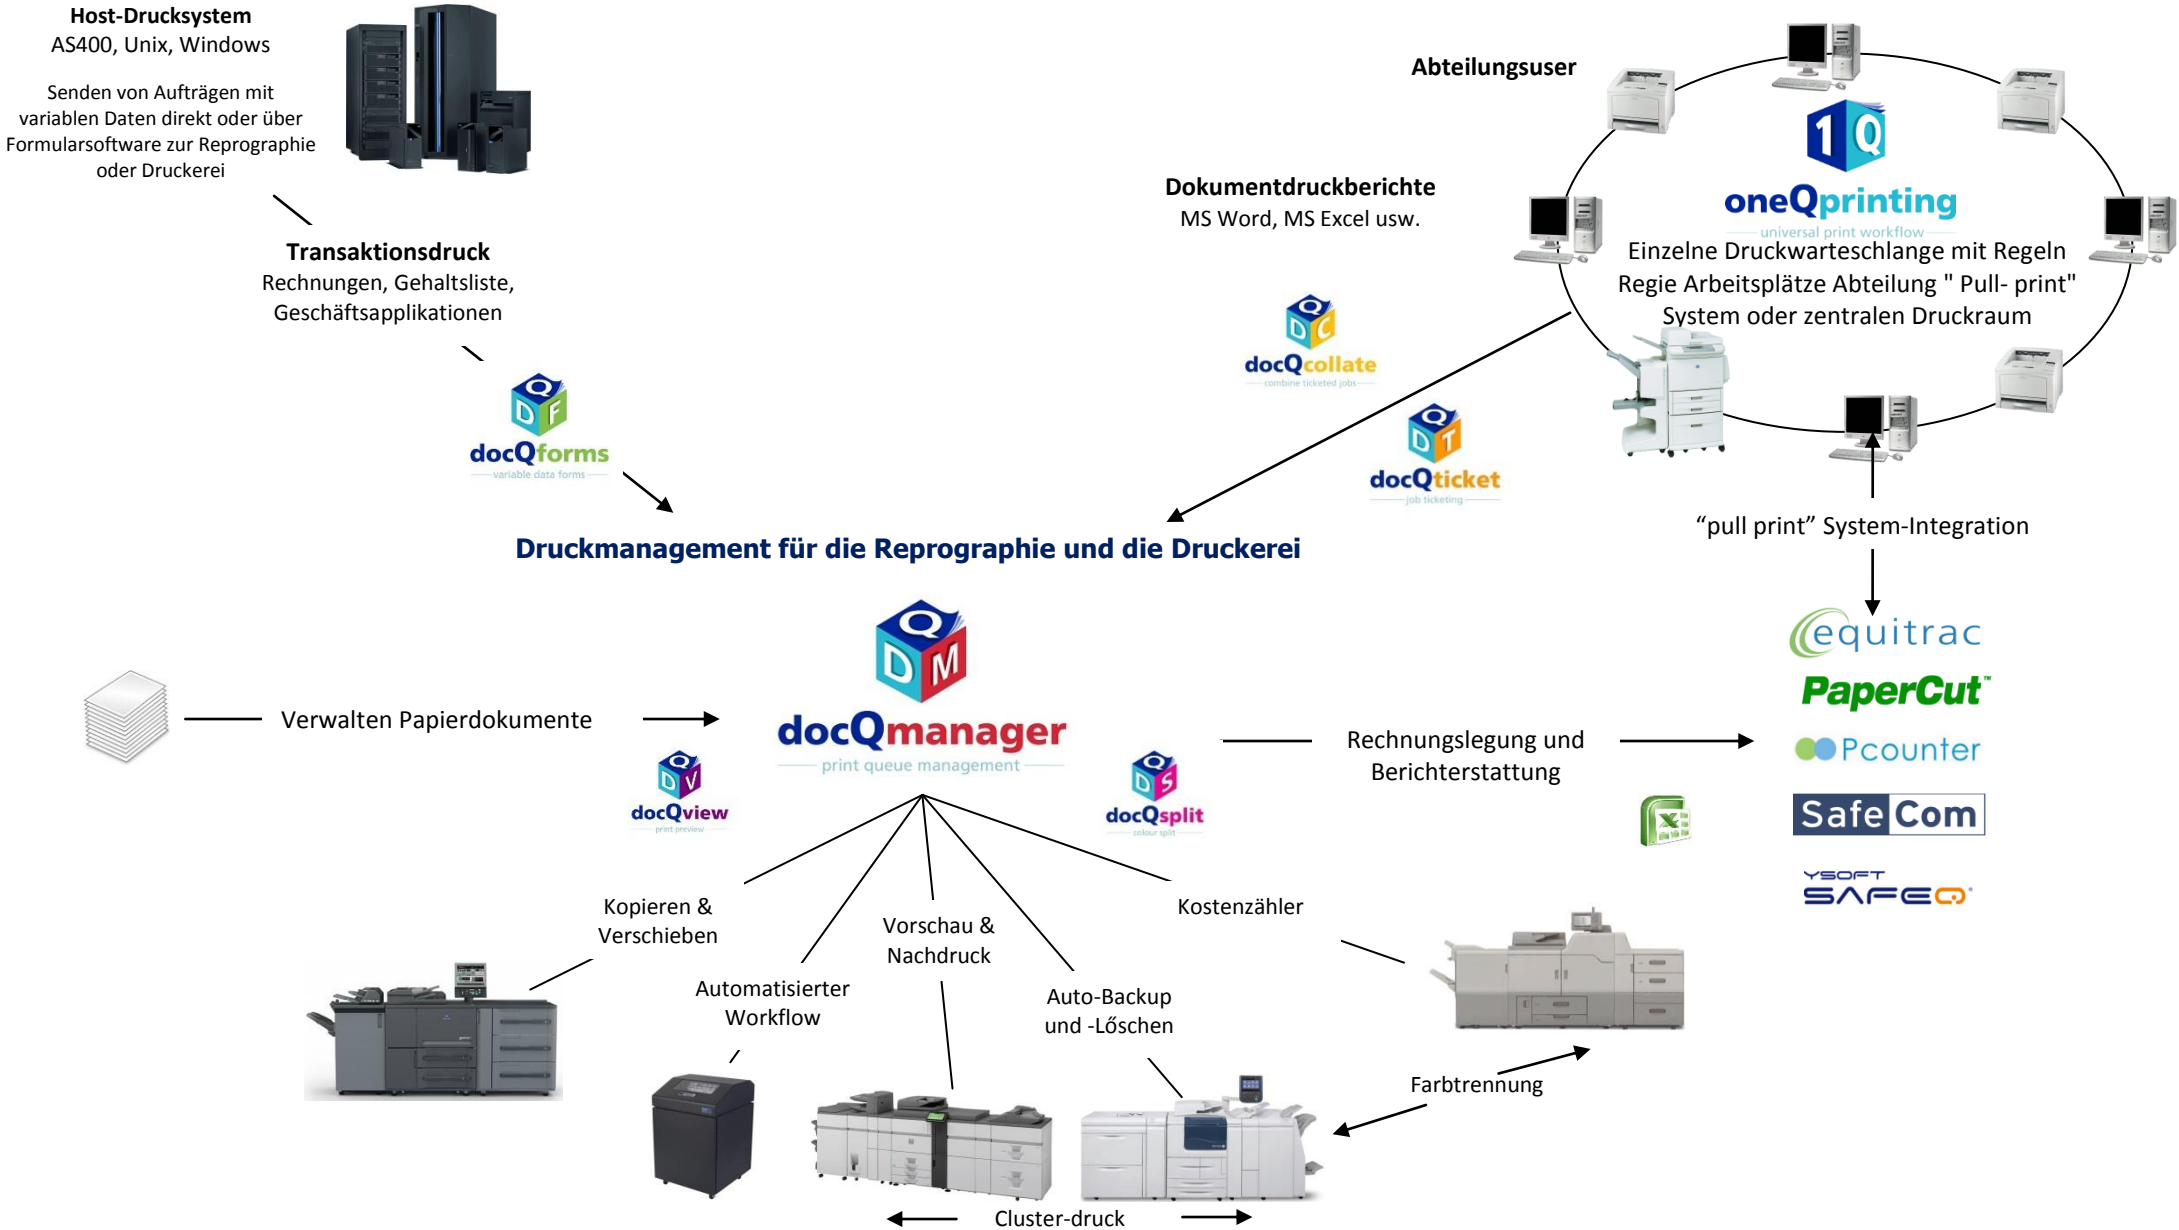 Host-Drucksystem
AS400, Unix, Windows
Senden von Aufträgen mit
variablen Daten direkt oder über
Formularsoftware zur Reprographie
oder Druckerei
Transaktionsdruck
Rechnungen, Gehaltsliste,
Geschäftsapplikationen
Q
D F
docQforms
variable data forms
Abteilungsuser
Dokumentdruckberichte
MS Word, MS Excel usw.
1Q
oneQprinting
universal print workflow
Einzelne Druckwarteschlange mit Regeln
Regie Arbeitsplätze Abteilung " Pull- print"
System oder zentralen Druckraum
Q
D C
docQcollate
combine ticketed jobs
Q
D T
docQticket
job ticketing
“pull print” System-Integration
Druckmanagement für die Reprographie und die Druckerei
Q
D M
docQmanager
print queue management
Verwalten Papierdokumente
Q
D V
docQview
print preview
Q
D S
docQsplit
colour split
Rechnungslegung und
Berichterstattung
equitrac
PaperCut™
Pcounter
SafeCom
YSOFT
SAFEQ
X
Kopieren &
Verschieben
Automatisierter
Workflow
Vorschau &
Nachdruck
Auto-Backup
und -Lőschen
Kostenzähler
Farbtrennung
Cluster-druck